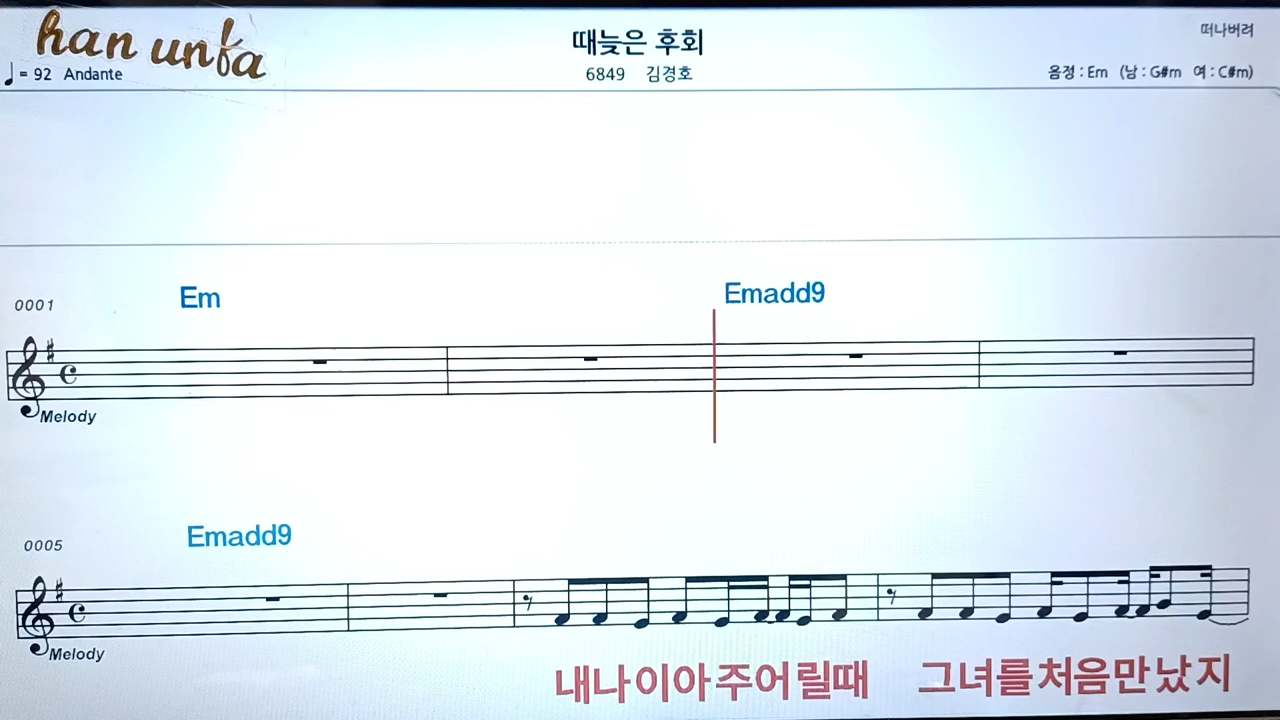 han unfa
때늦은 후회
떠나버려
♩= 92 Andante
6849 김경호
음정 : Em (남 : G#m 여 : C#m)
0001
Em
Emadd9
Melody
0005
Emadd9
Melody
내나이아주어릴때 그녀를처음만났지